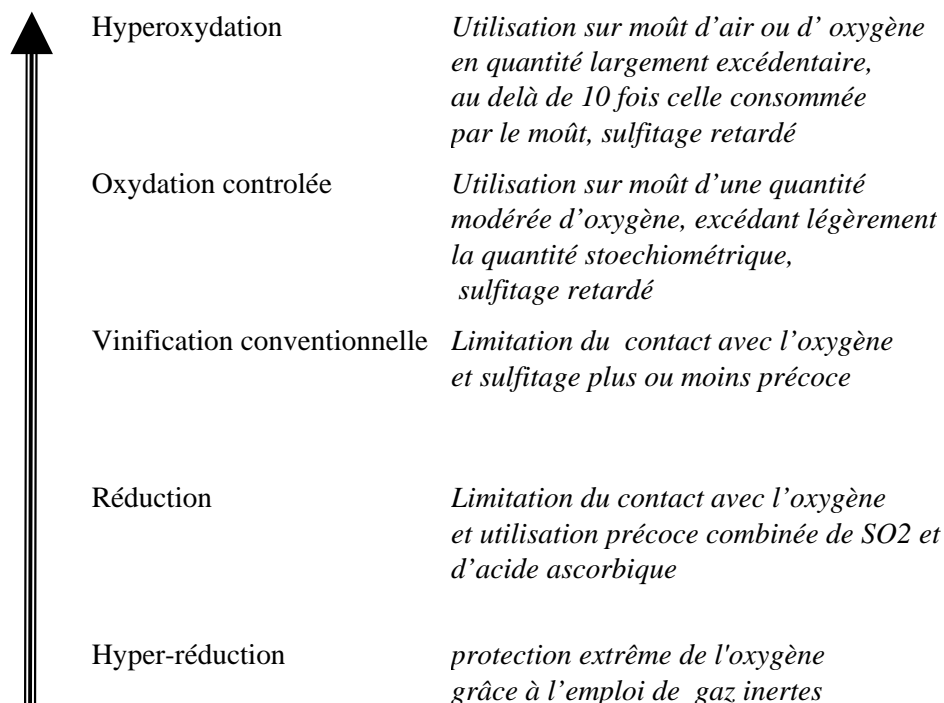 Hyperoxydation Utilisation sur moût d'air ou d' oxygène
en quantité largement excédentaire,
au delà de 10 fois celle consommée
par le moût, sulfitage retardé
Oxydation controlée Utilisation sur moût d'une quantité
modérée d'oxygène, excédant légèrement
la quantité stoechiométrique,
sulfitage retardé
Vinification conventionnelle Limitation du contact avec l'oxygène
et sulfitage plus ou moins précoce
Réduction Limitation du contact avec l'oxygène
et utilisation précoce combinée de SO2 et
d'acide ascorbique
Hyper-réduction protection extrême de l'oxygène
grâce à l'emploi de gaz inertes